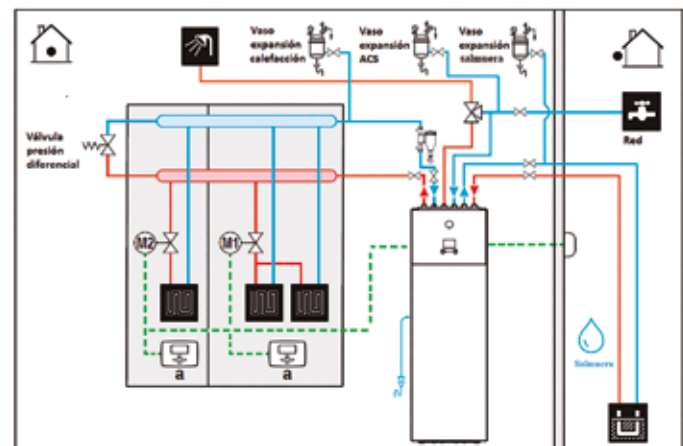 Vaso
expansión
calefacción
Vaso
expansión
ACS
Vaso
expansión
salmuera
Válvula
presión
diferencial
Red
M2
M1
a
a
Salmuera